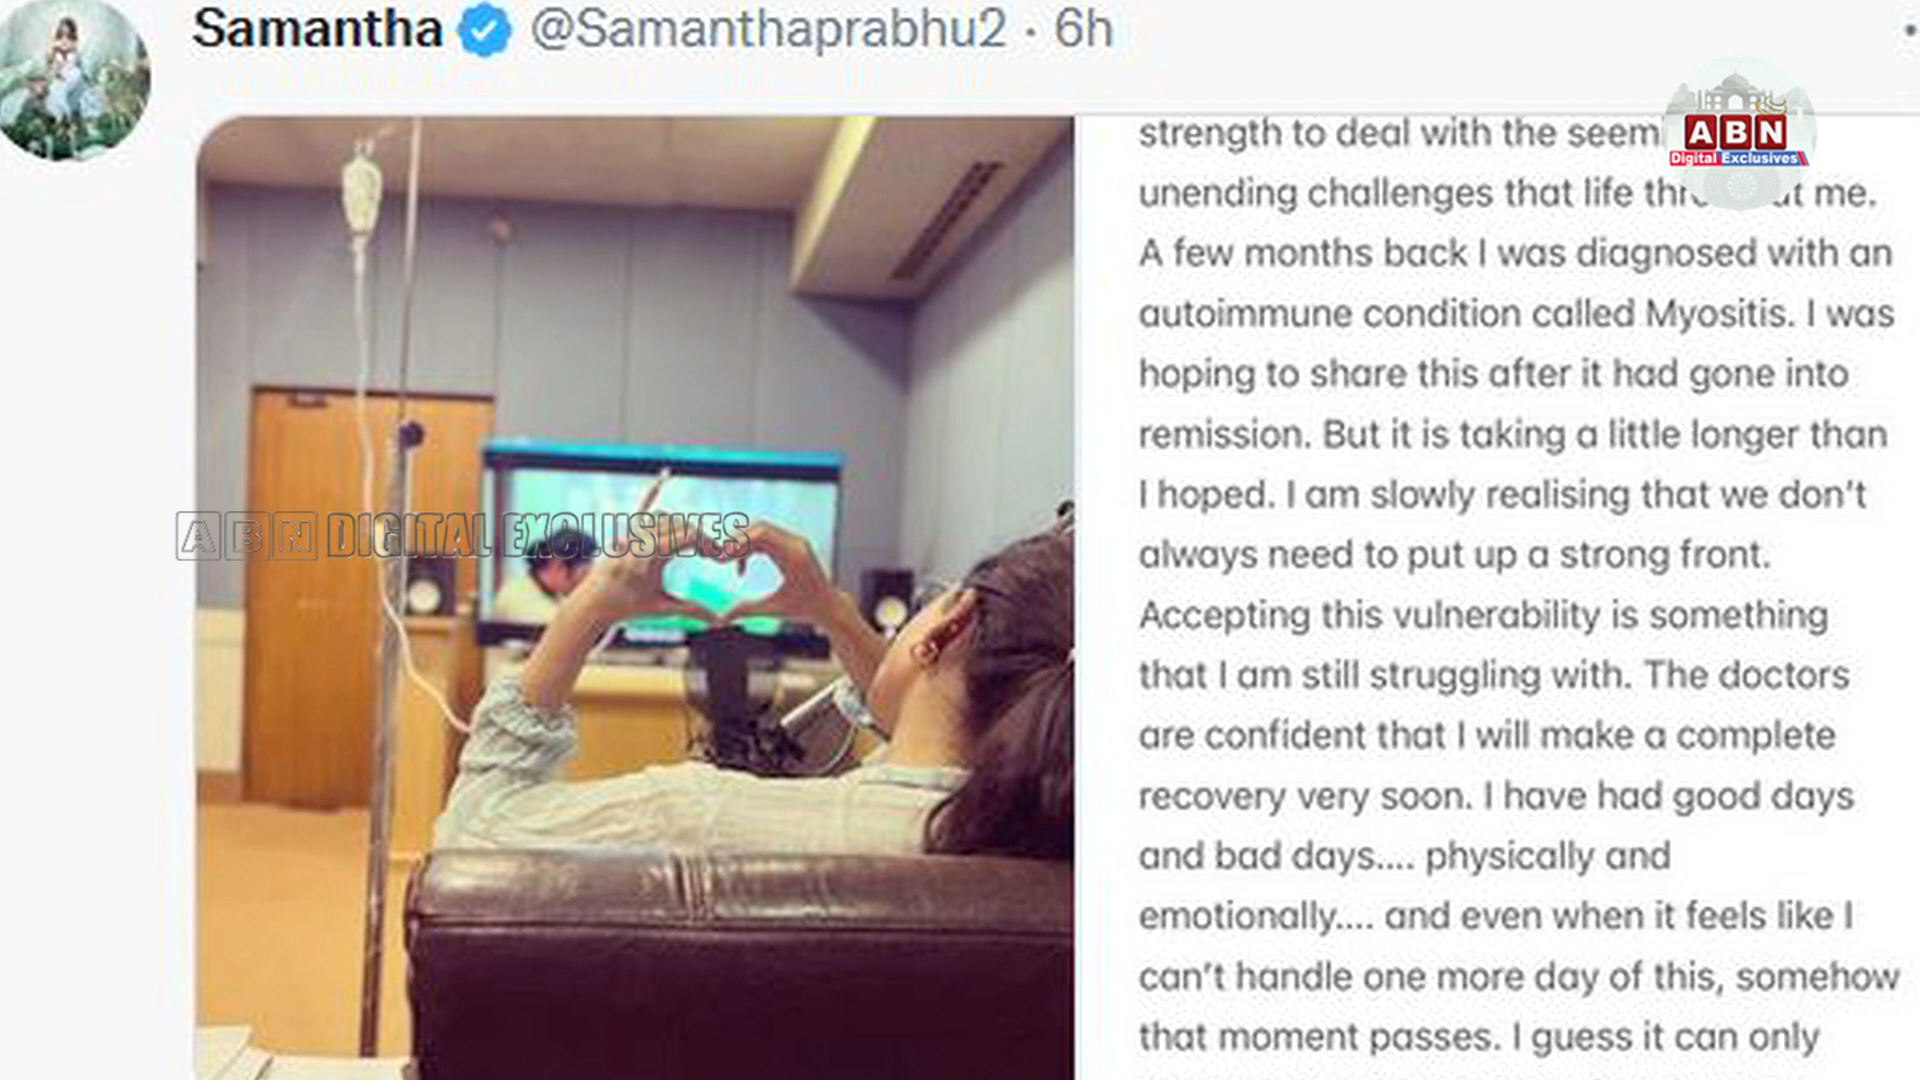 Samantha @Samanthaprabhu2 · 6h
ABN
Digital Exclusives
strength to deal with the
unending challenges that life me.
A few months back I was diagnosed with an
autoimmune condition called Myositis. I was
hoping to share this after it had gone into
remission. But it is taking a little longer than
I hoped. I am slowly realising that we don't
always need to put up a strong front.
Accepting this vulnerability is something
that I am still struggling with. The doctors
are confident that I will make a complete
recovery very soon. I have had good days
and bad days.... physically and
emotionally.... and even when it feels like I
can't handle one more day of this, somehow
that moment passes. I guess it can only
ABN DIGITAL EXCLUSIVES